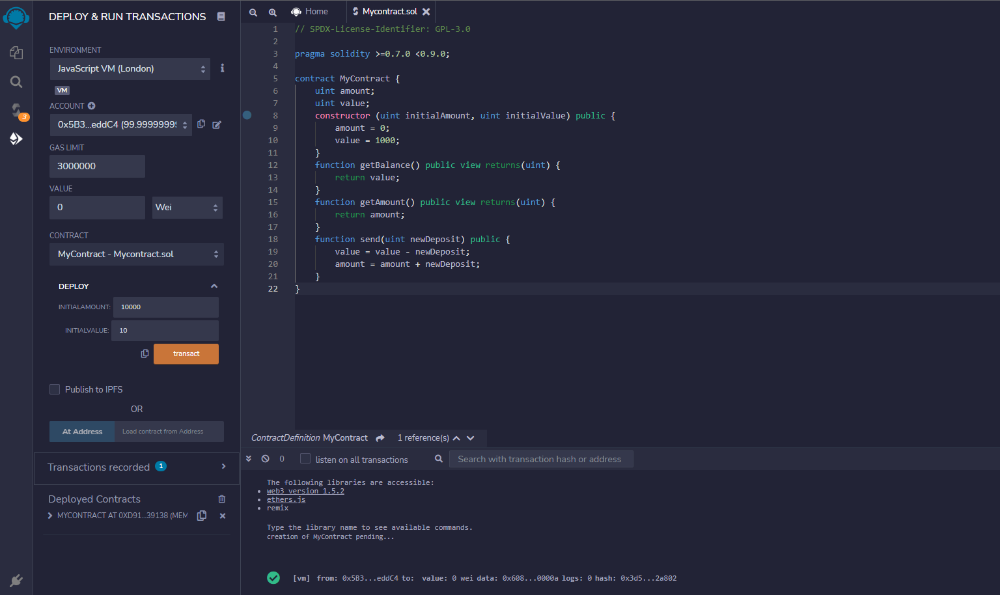 DEPLOY & RUN TRANSACTIONS
ENVIRONMENT
JavaScript VM (London)
VM
ACCOUNT
0x5B3...eddC4 (99.9999999
GAS LIMIT
3000000
VALUE
0
Wei
CONTRACT
MyContract - Mycontract.sol
DEPLOY
INITIALAMOUNT:
10000
INITIALVALUE:
10
transact
Publish to IPFS
OR
At Address
Load contract from Address
Transactions recorded
1
Deployed Contracts
MYCONTRACT AT 0XD91...39138 (MEM
3
Home
Mycontract.sol
1 // SPDX-License-Identifier: GPL-3.0
2
3 pragma solidity >=0.7.0 <0.9.0;
4
5 contract MyContract {
6 uint amount;
7 uint value;
8 constructor (uint initialAmount, uint initialValue) public {
9 amount = 0;
10 value = 1000;
11 }
12 function getBalance() public view returns(uint) {
13 return value;
14 }
15 function getAmount() public view returns(uint) {
16 return amount;
17 }
18 function send(uint newDeposit) public {
19 value = value - newDeposit;
20 amount = amount + newDeposit;
21 }
22 }
ContractDefinition MyContract
1 reference(s)
0
listen on all transactions
Search with transaction hash or address
The following libraries are accessible:
• web3 version 1.5.2
• ethers.js
• remix
Type the library name to see available commands.
creation of MyContract pending...
[vm] from: 0x5B3...eddC4 to: value: 0 wei data: 0x608...0000a logs: 0 hash: 0x3d5...2a802